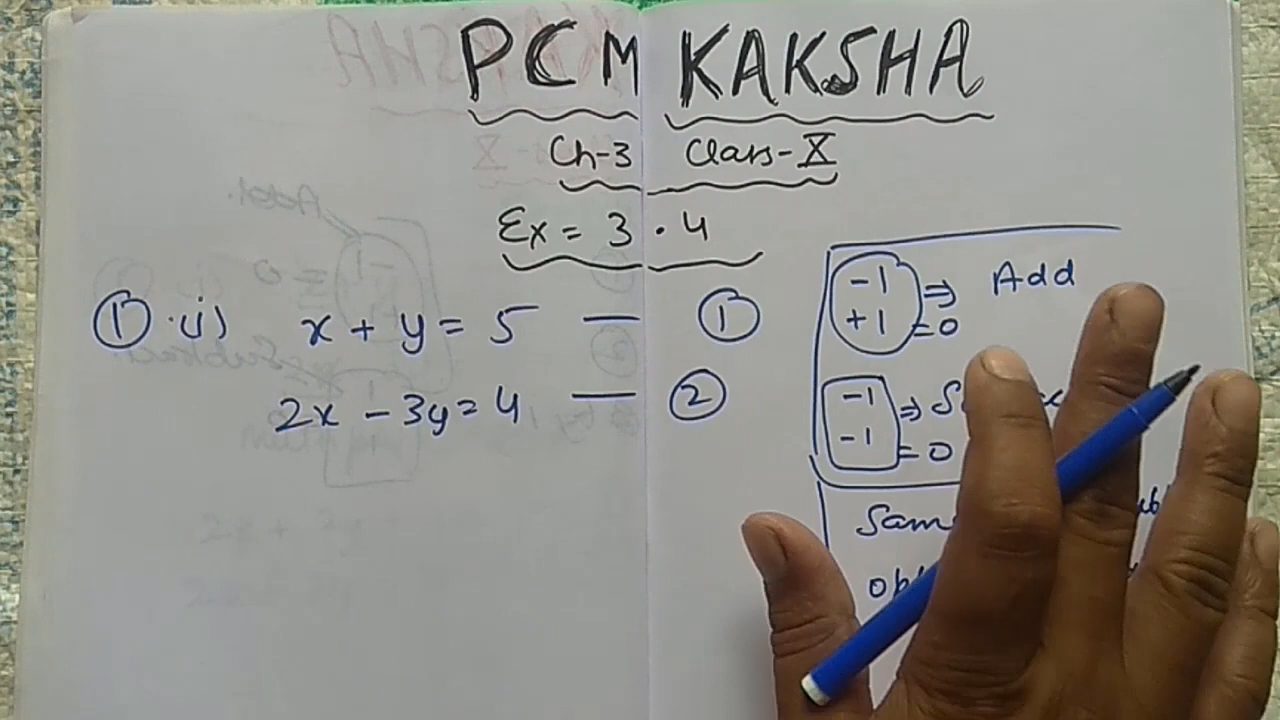 PCM KAKSHA
Ch-3 Class-X
Ex = 3.4
① .(i) x + y = 5 — ①
2x - 3y = 4 — ②
-1
+1 ⇒ Add
= 0
-1
-1 ⇒
= 0